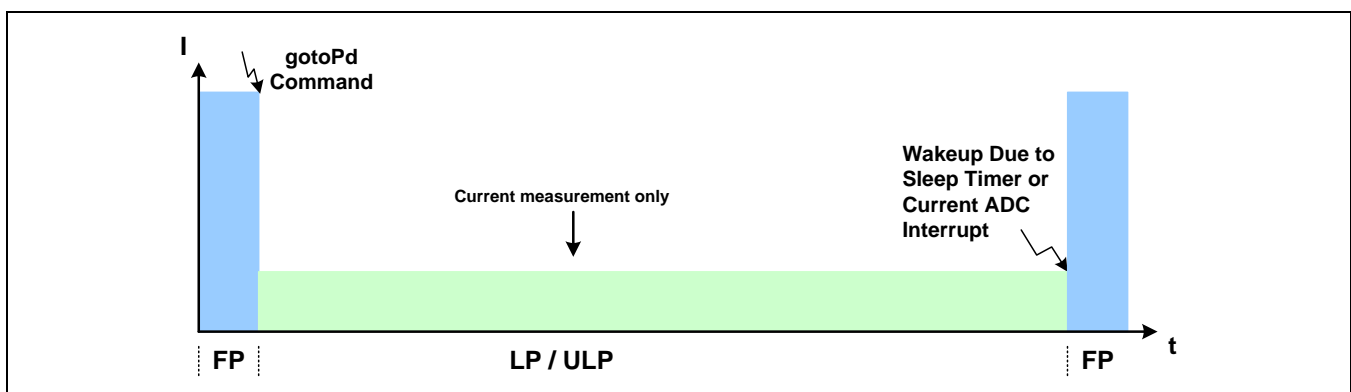 I
gotoPd
Command
Wakeup Due to
Sleep Timer or
Current ADC
Interrupt
Current measurement only
t
FP
LP / ULP
FP